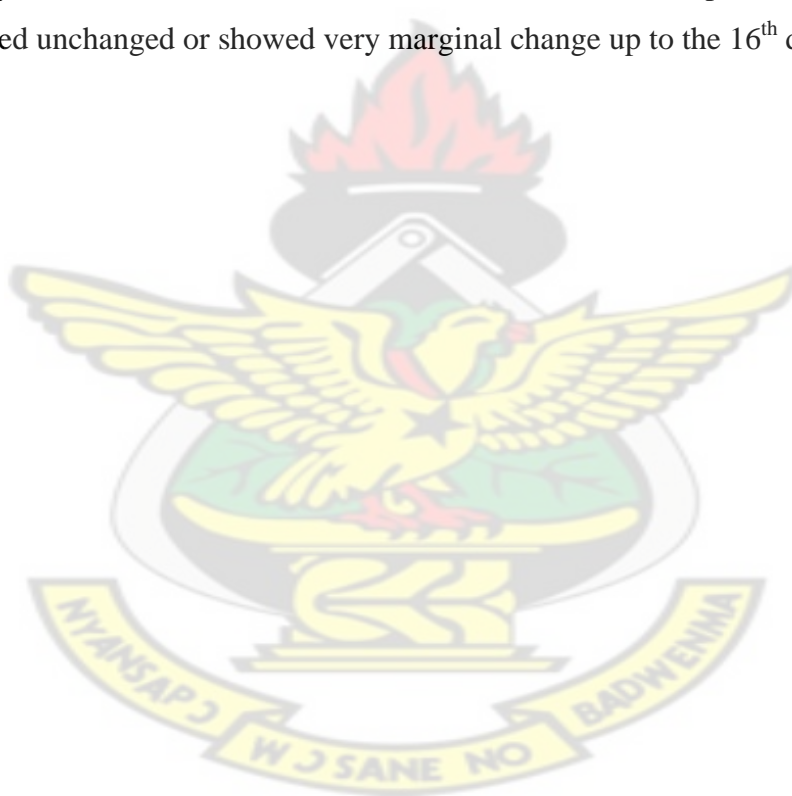 ed unchanged or showed very marginal change up to the 16th
NYANSAPƆ
WƆSANE NO
BADWENMA